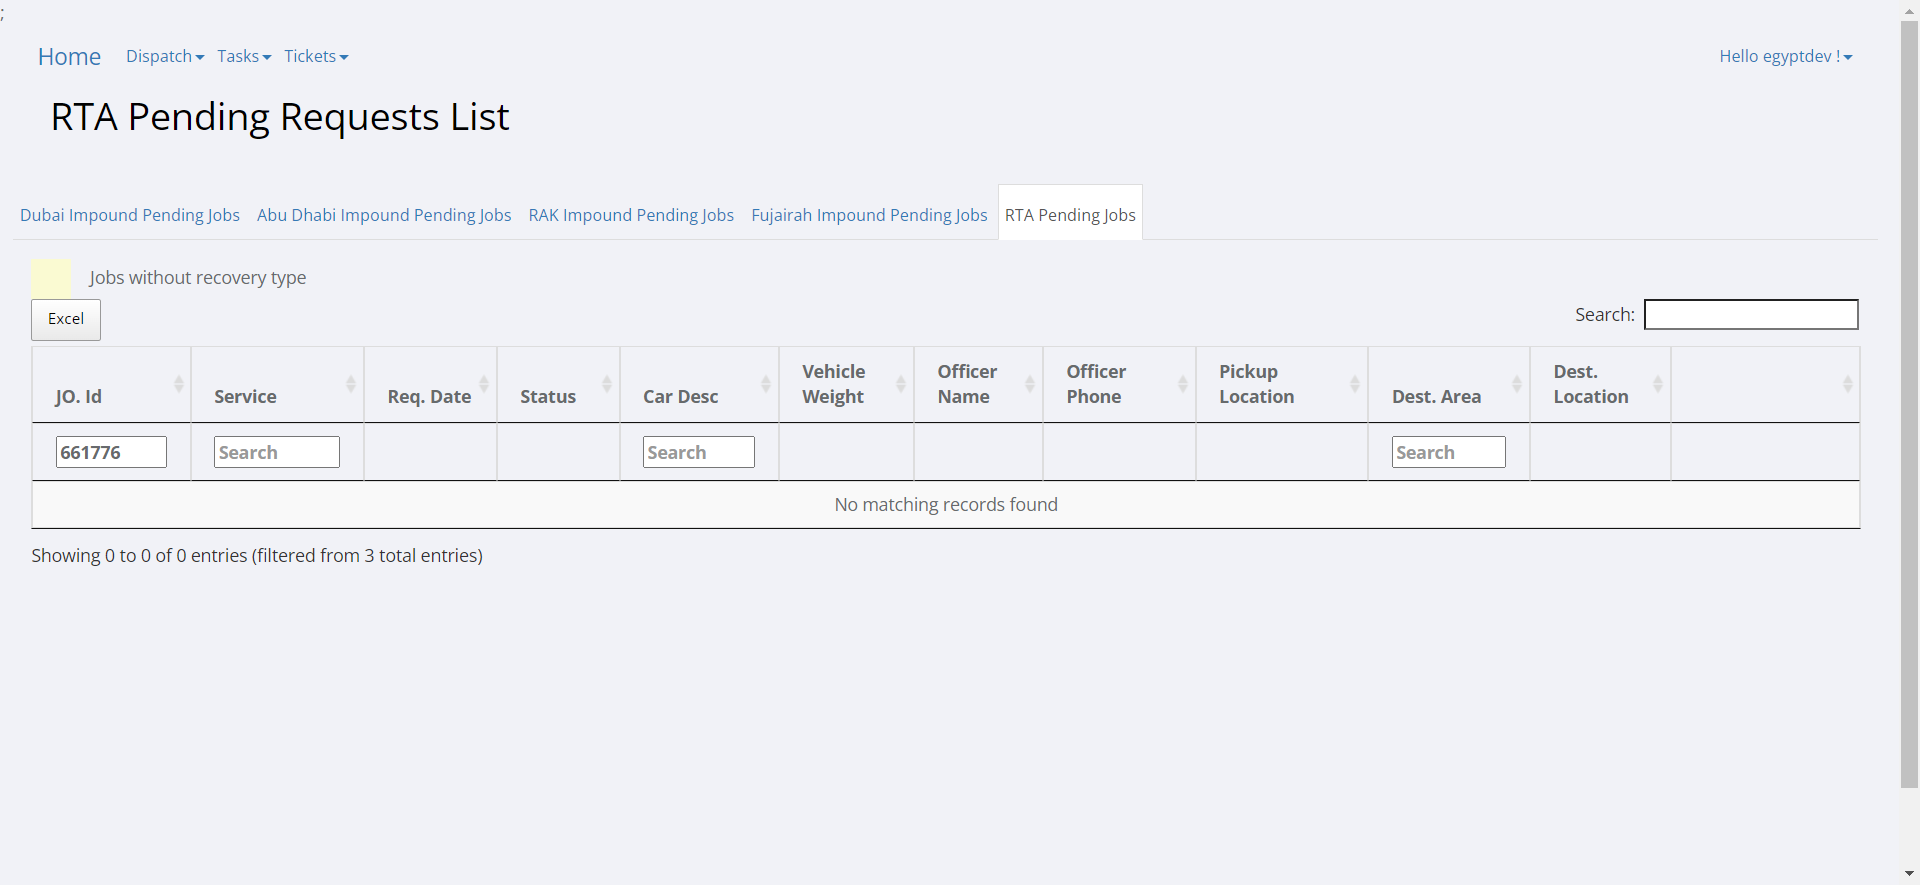 ;
Home Dispatch Tasks Tickets Hello egyptdev !
RTA Pending Requests List
Dubai Impound Pending Jobs Abu Dhabi Impound Pending Jobs RAK Impound Pending Jobs Fujairah Impound Pending Jobs RTA Pending Jobs
Jobs without recovery type
Excel Search:
JO. Id Service Req. Date Status Car Desc Vehicle Weight Officer Name Officer Phone Pickup Location Dest. Area Dest. Location
661776 Search Search Search
No matching records found
Showing 0 to 0 of 0 entries (filtered from 3 total entries)